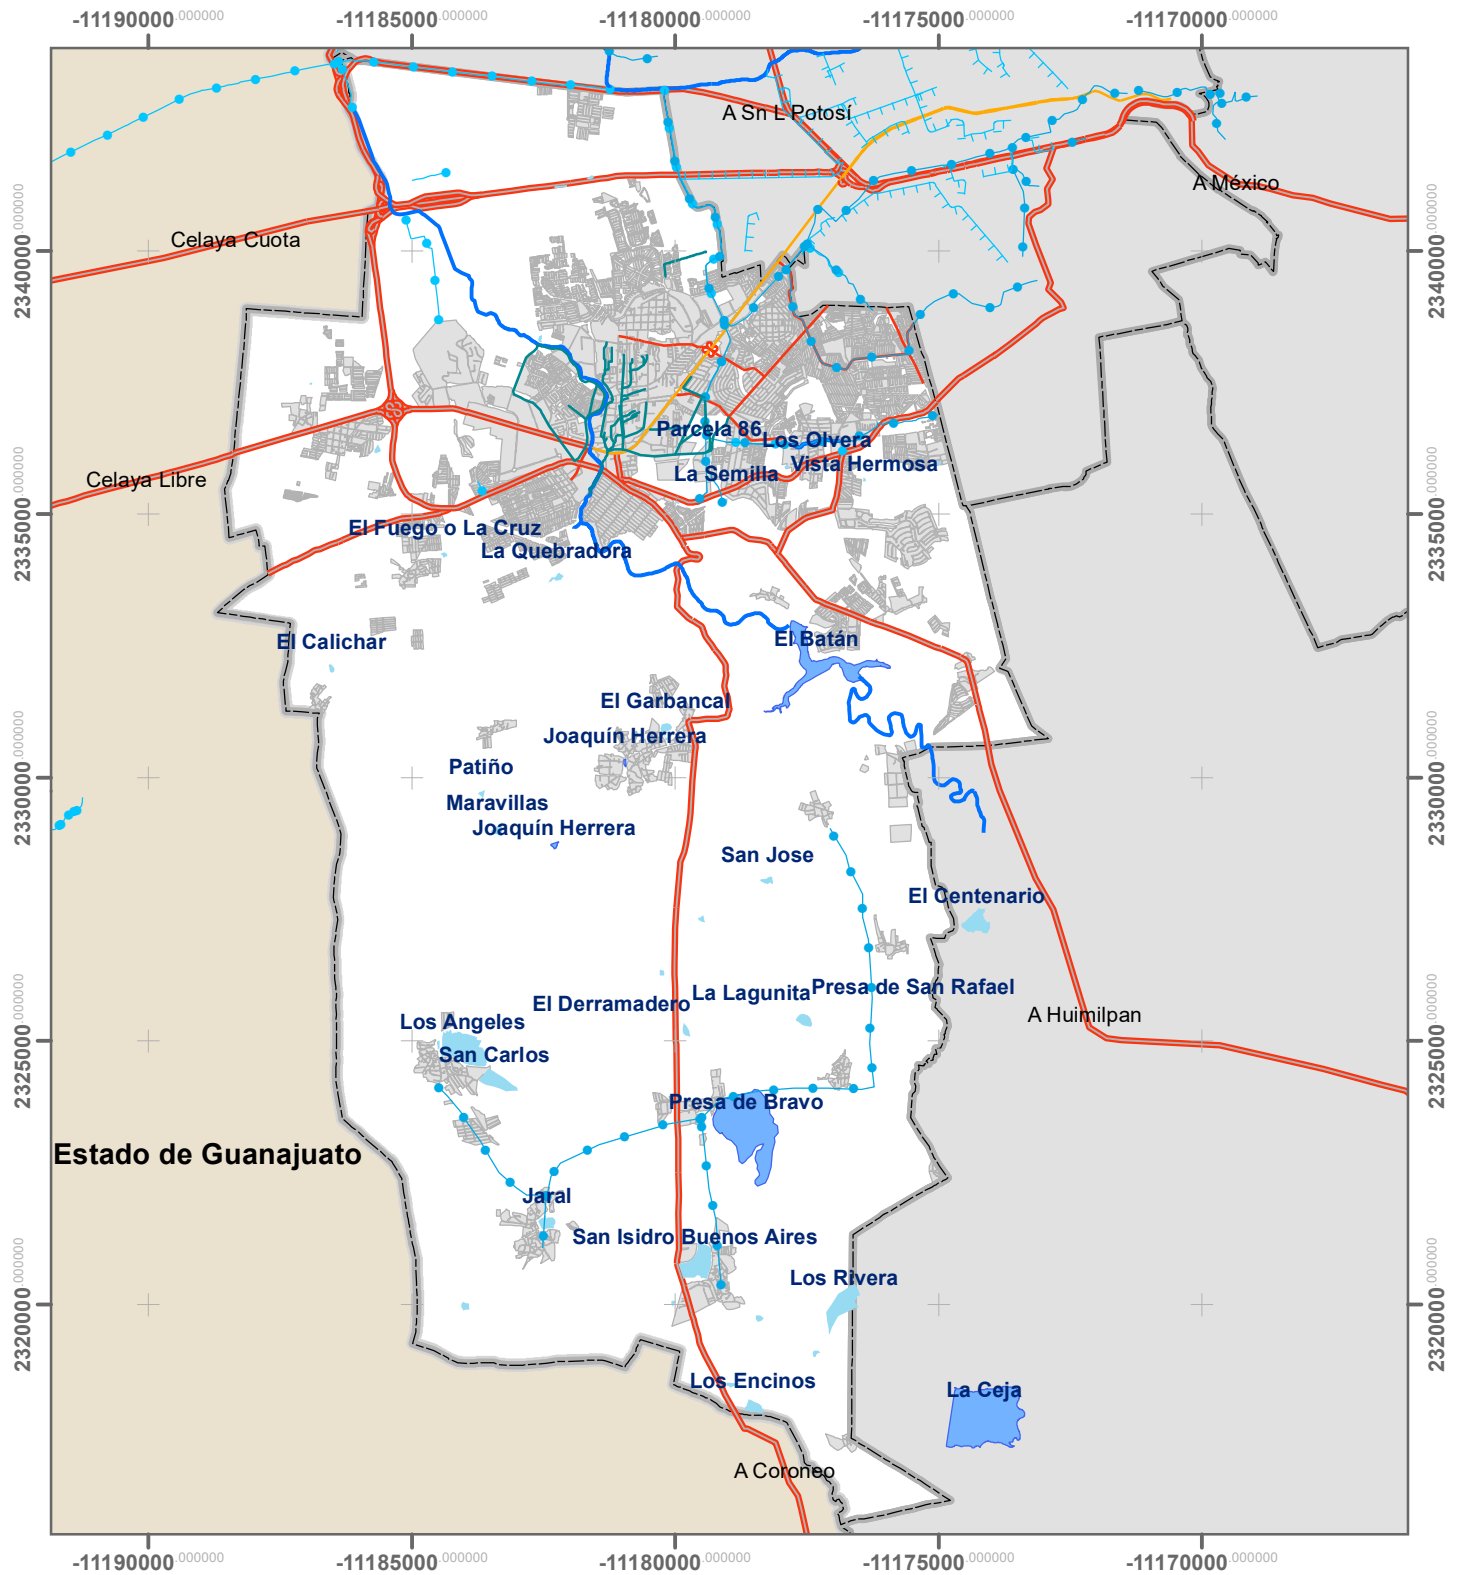 -11190000.000000
-11185000.000000
-11180000.000000
-11175000.000000
-11170000.000000
A Sn L Potosí
A México
Celaya Cuota
2340000.000000
2340000.000000
Parcela 86
Los Olvera
Vista Hermosa
La Semilla
Celaya Libre
2335000.000000
2335000.000000
El Fuego o La Cruz
La Quebradora
El Calichar
El Batán
El Garbancal
Joaquín Herrera
Patiño
2330000.000000
2330000.000000
Maravillas
Joaquín Herrera
San Jose
El Centenario
Presa de San Rafael
La Lagunita
El Derramadero
A Huimilpan
Los Angeles
San Carlos
2325000.000000
2325000.000000
Presa de Bravo
Estado de Guanajuato
Jaral
San Isidro Buenos Aires
Los Rivera
2320000.000000
2320000.000000
Los Encinos
La Ceja
A Coroneo
-11190000.000000
-11185000.000000
-11180000.000000
-11175000.000000
-11170000.000000